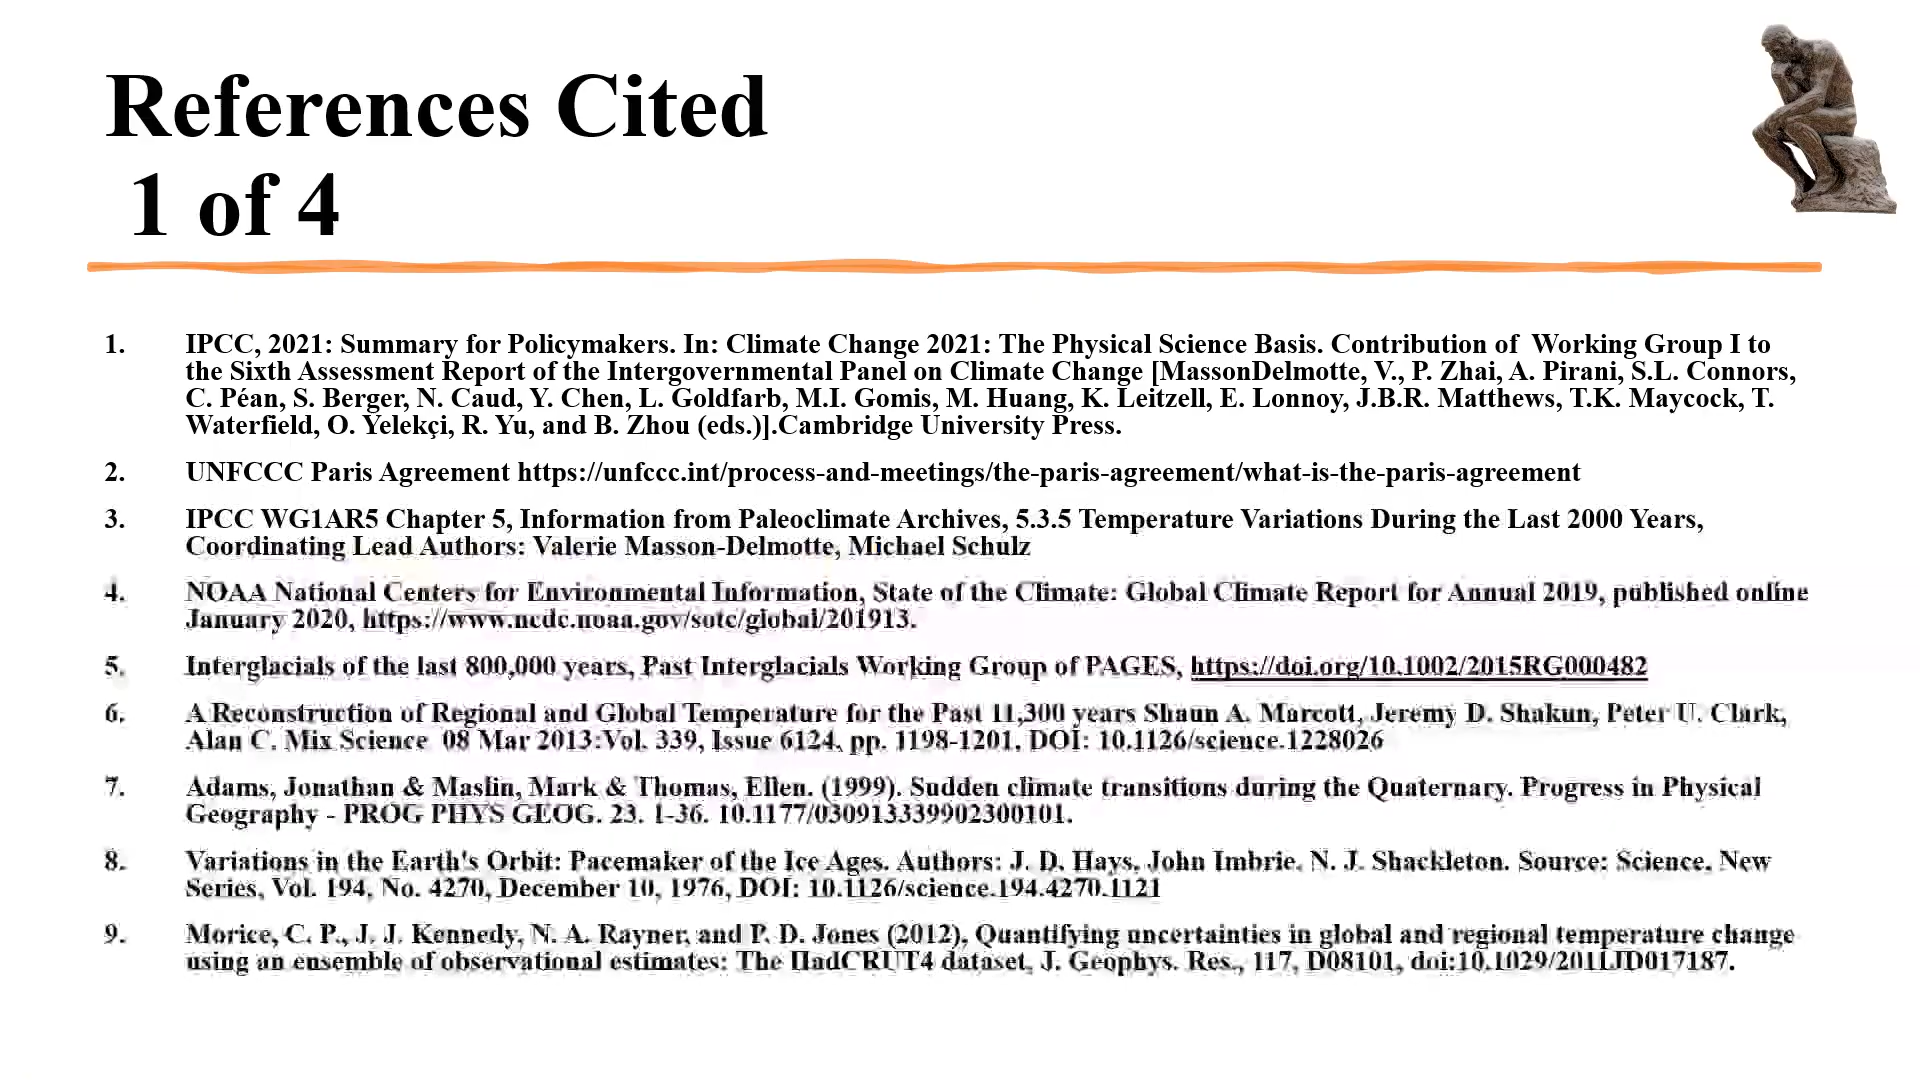 References Cited
1 of 4
1. IPCC, 2021: Summary for Policymakers. In: Climate Change 2021: The Physical Science Basis. Contribution of Working Group I to
the Sixth Assessment Report of the Intergovernmental Panel on Climate Change [MassonDelmotte, V., P. Zhai, A. Pirani, S.L. Connors,
C. Péan, S. Berger, N. Caud, Y. Chen, L. Goldfarb, M.I. Gomis, M. Huang, K. Leitzell, E. Lonnoy, J.B.R. Matthews, T.K. Maycock, T.
Waterfield, O. Yelekçi, R. Yu, and B. Zhou (eds.)].Cambridge University Press.
2. UNFCCC Paris Agreement https://unfccc.int/process-and-meetings/the-paris-agreement/what-is-the-paris-agreement
3. IPCC WG1AR5 Chapter 5, Information from Paleoclimate Archives, 5.3.5 Temperature Variations During the Last 2000 Years,
Coordinating Lead Authors: Valerie Masson-Delmotte, Michael Schulz
4. NOAA National Centers for Environmental Information, State of the Climate: Global Climate Report for Annual 2019, published online
January 2020, https://www.ncdc.noaa.gov/sotc/global/201913.
5. Interglacials of the last 800,000 years, Past Interglacials Working Group of PAGES, https://doi.org/10.1002/2015RG000482
6. A Reconstruction of Regional and Global Temperature for the Past 11,300 years Shaun A. Marcott, Jeremy D. Shakun, Peter U. Clark,
Alan C. Mix Science 08 Mar 2013:Vol. 339, Issue 6124, pp. 1198-1201, DOI: 10.1126/science.1228026
7. Adams, Jonathan & Maslin, Mark & Thomas, Ellen. (1999). Sudden climate transitions during the Quaternary. Progress in Physical
Geography - PROG PHYS GEOG. 23. 1-36. 10.1177/030913339902300101.
8. Variations in the Earth's Orbit: Pacemaker of the Ice Ages. Authors: J. D. Hays, John Imbrie, N. J. Shackleton. Source: Science, New
Series, Vol. 194, No. 4270, December 10, 1976, DOI: 10.1126/science.194.4270.1121
9. Morice, C. P., J. J. Kennedy, N. A. Rayner, and P. D. Jones (2012), Quantifying uncertainties in global and regional temperature change
using an ensemble of observational estimates: The HadCRUT4 dataset, J. Geophys. Res., 117, D08101, doi:10.1029/2011JD017187.